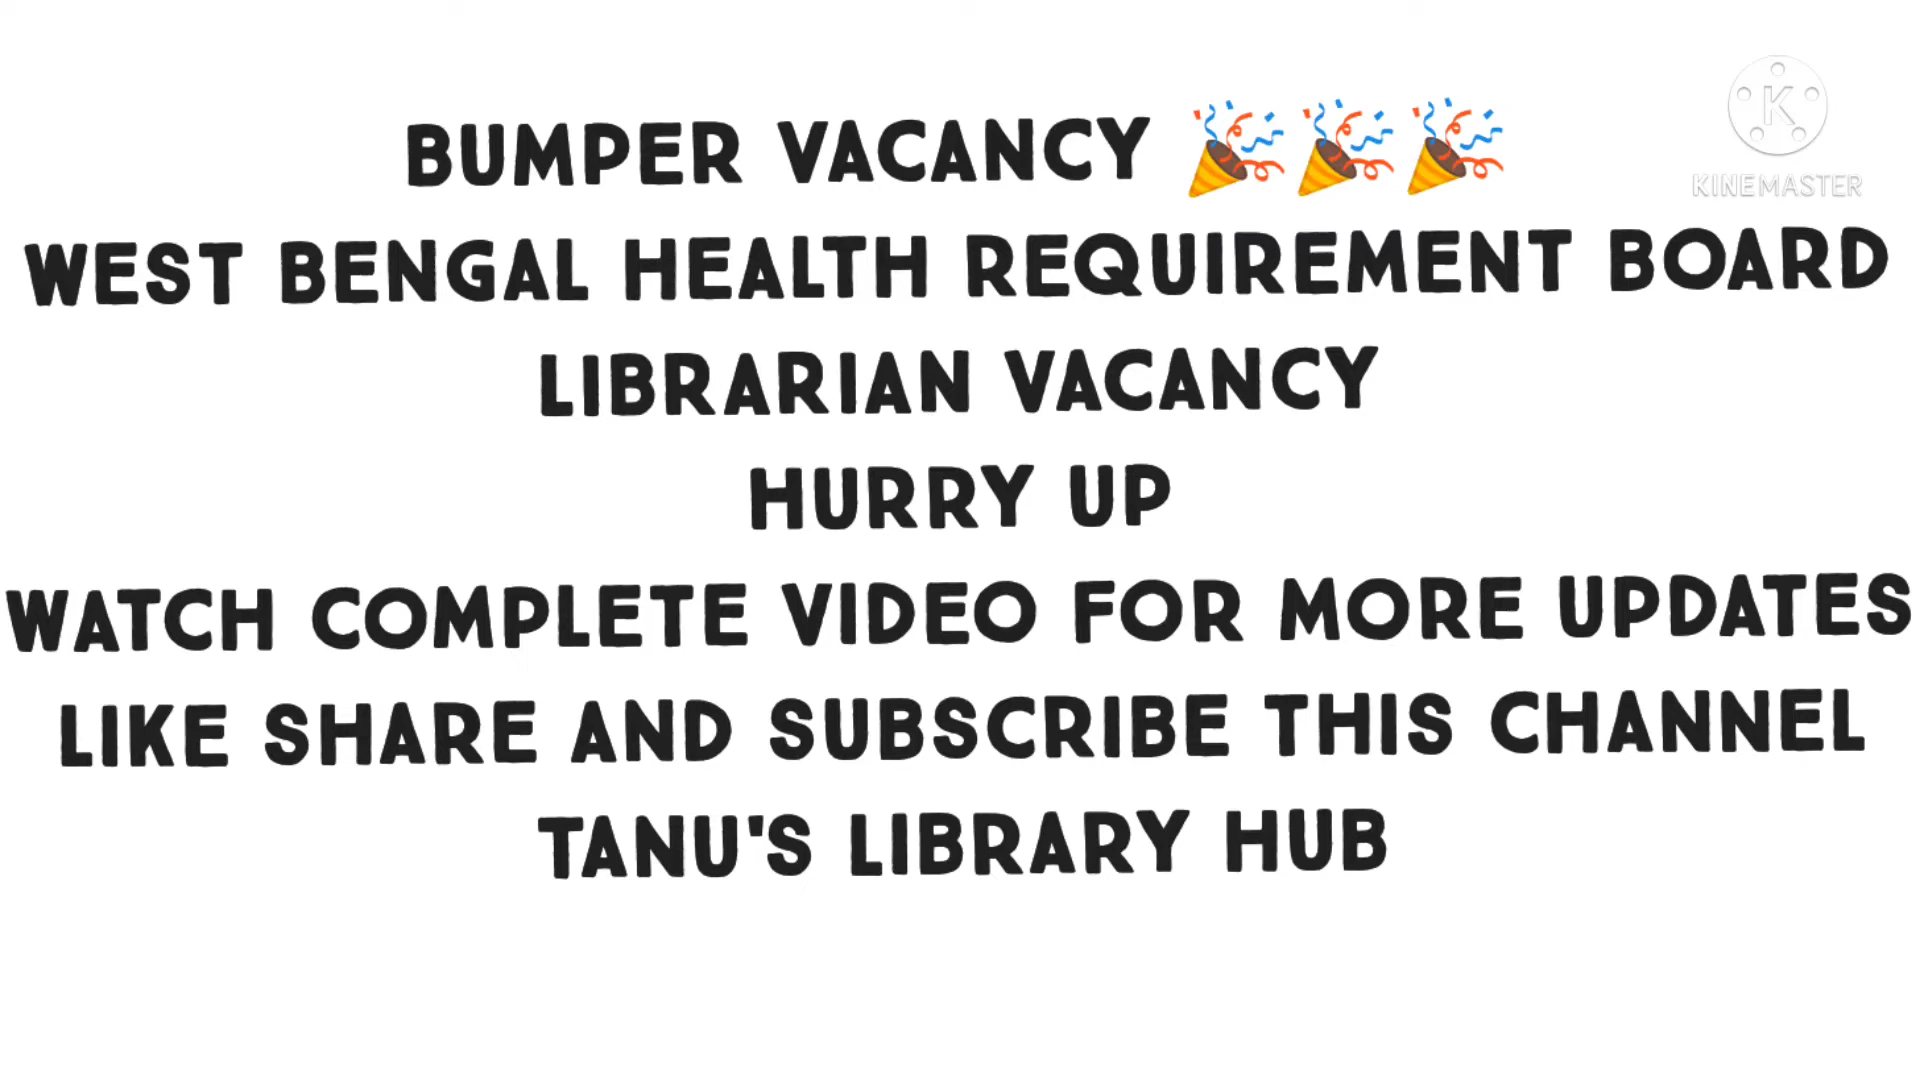 BUMPER VACANCY 🎉🎉🎉
KINEMASTER
WEST BENGAL HEALTH REQUIREMENT BOARD
LIBRARIAN VACANCY
HURRY UP
WATCH COMPLETE VIDEO FOR MORE UPDATES
LIKE SHARE AND SUBSCRIBE THIS CHANNEL
TANU'S LIBRARY HUB